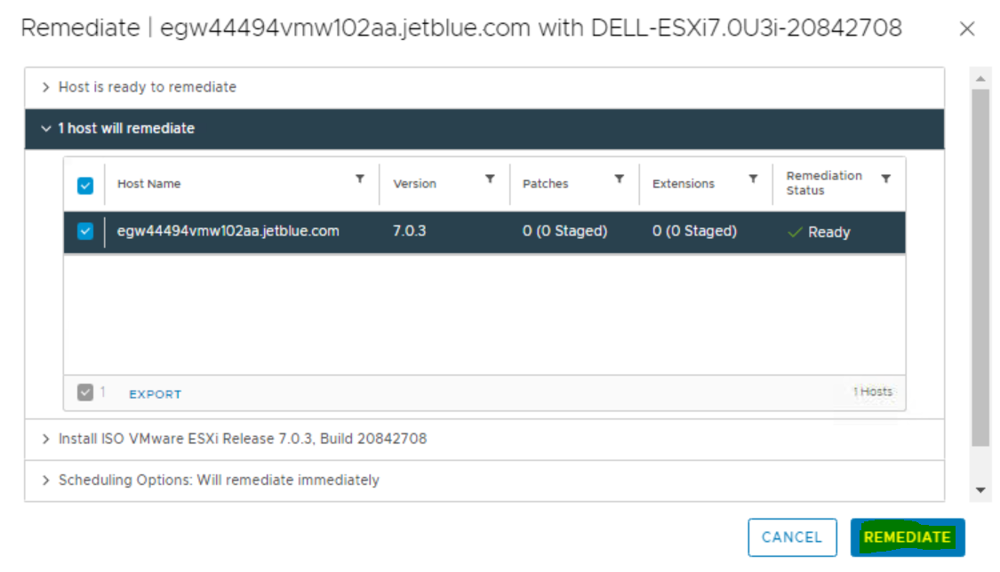 Remediate | egw44494vmw102aa.jetblue.com with DELL-ESXi7.0U3i-20842708
Host is ready to remediate
1 host will remediate
Host Name Version Patches Extensions Remediation Status
egw44494vmw102aa.jetblue.com 7.0.3 0 (0 Staged) 0 (0 Staged) Ready
1 EXPORT 1 Hosts
Install ISO VMware ESXi Release 7.0.3, Build 20842708
Scheduling Options: Will remediate immediately
CANCEL REMEDIATE